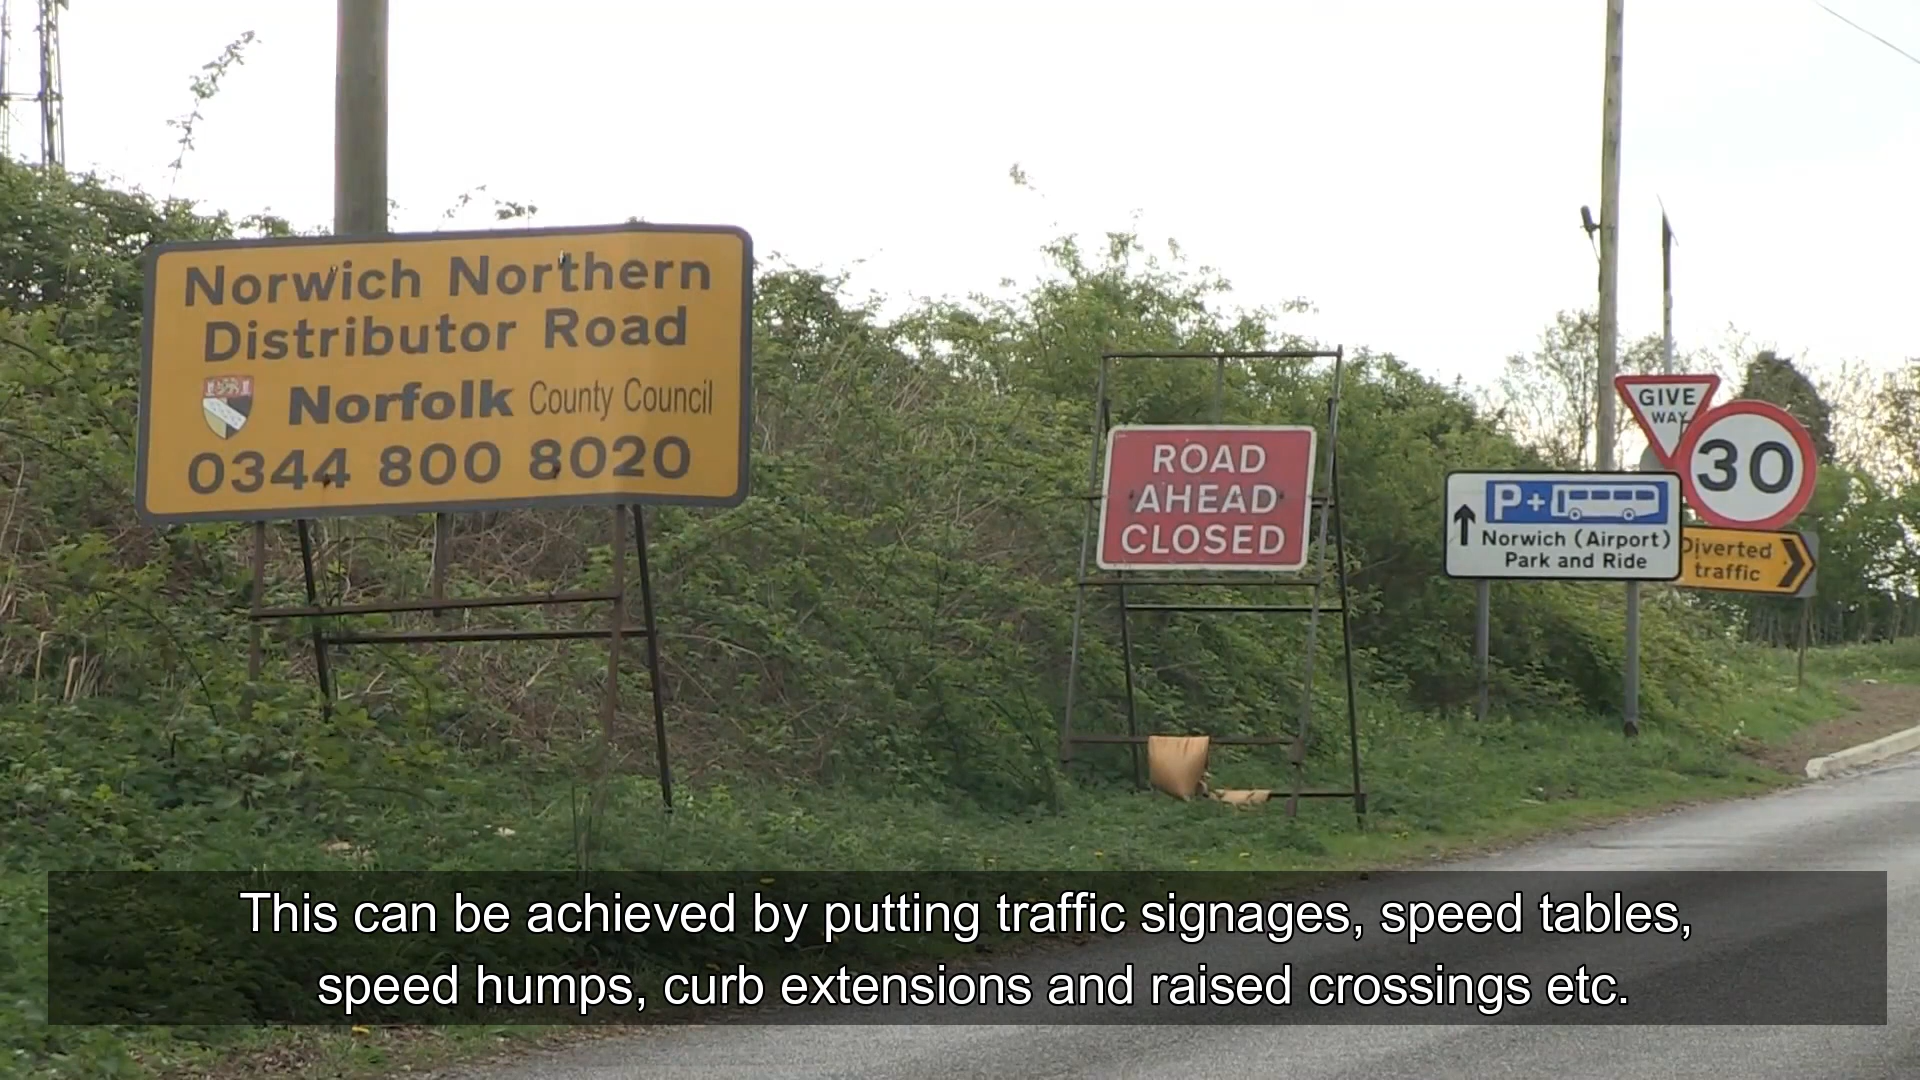 Norwich Northern
Distributor Road
Norfolk County Council
0344 800 8020
ROAD
AHEAD
CLOSED
GIVE
WAY
30
P+
Norwich (Airport)
Park and Ride
Diverted
traffic
This can be achieved by putting traffic signages, speed tables,
speed humps, curb extensions and raised crossings etc.